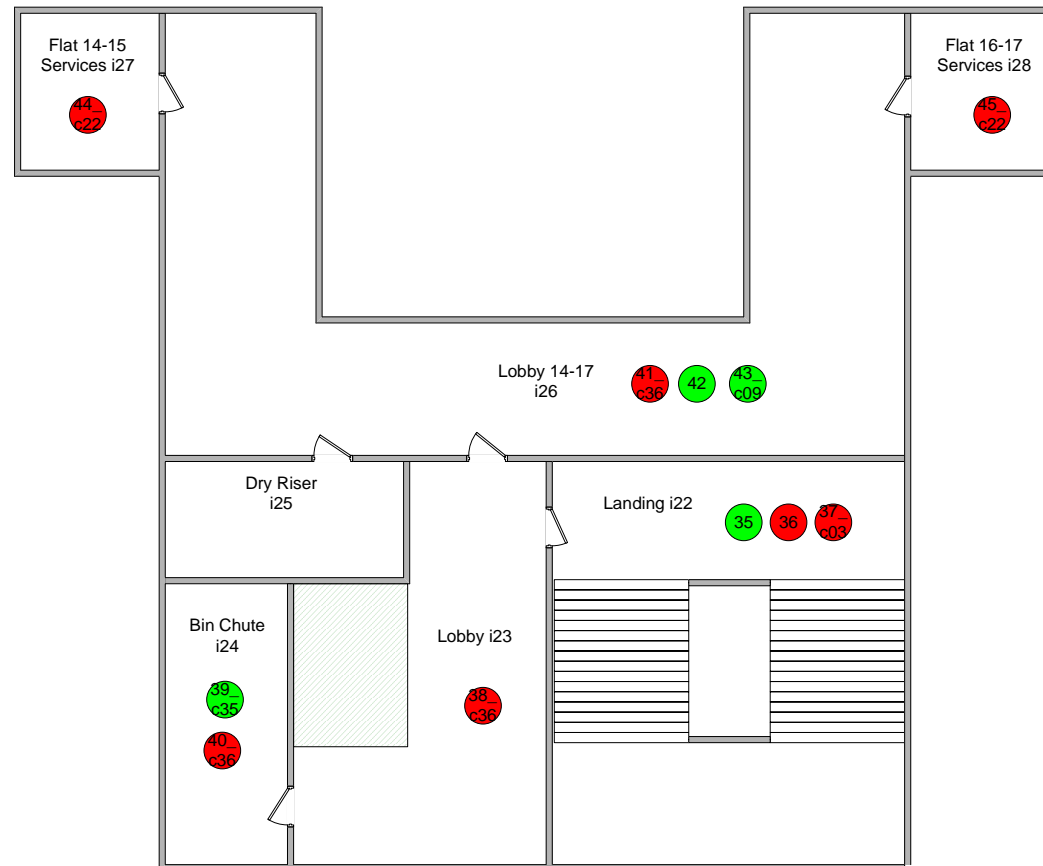 Flat 14-15
Services i27
44_
c22
Flat 16-17
Services i28
45_
c22
Lobby 14-17
i26
41_
c36
42
43_
c09
Dry Riser
i25
Landing i22
35
36
37_
c03
Bin Chute
i24
39_
c35
40_
c36
Lobby i23
38_
c36